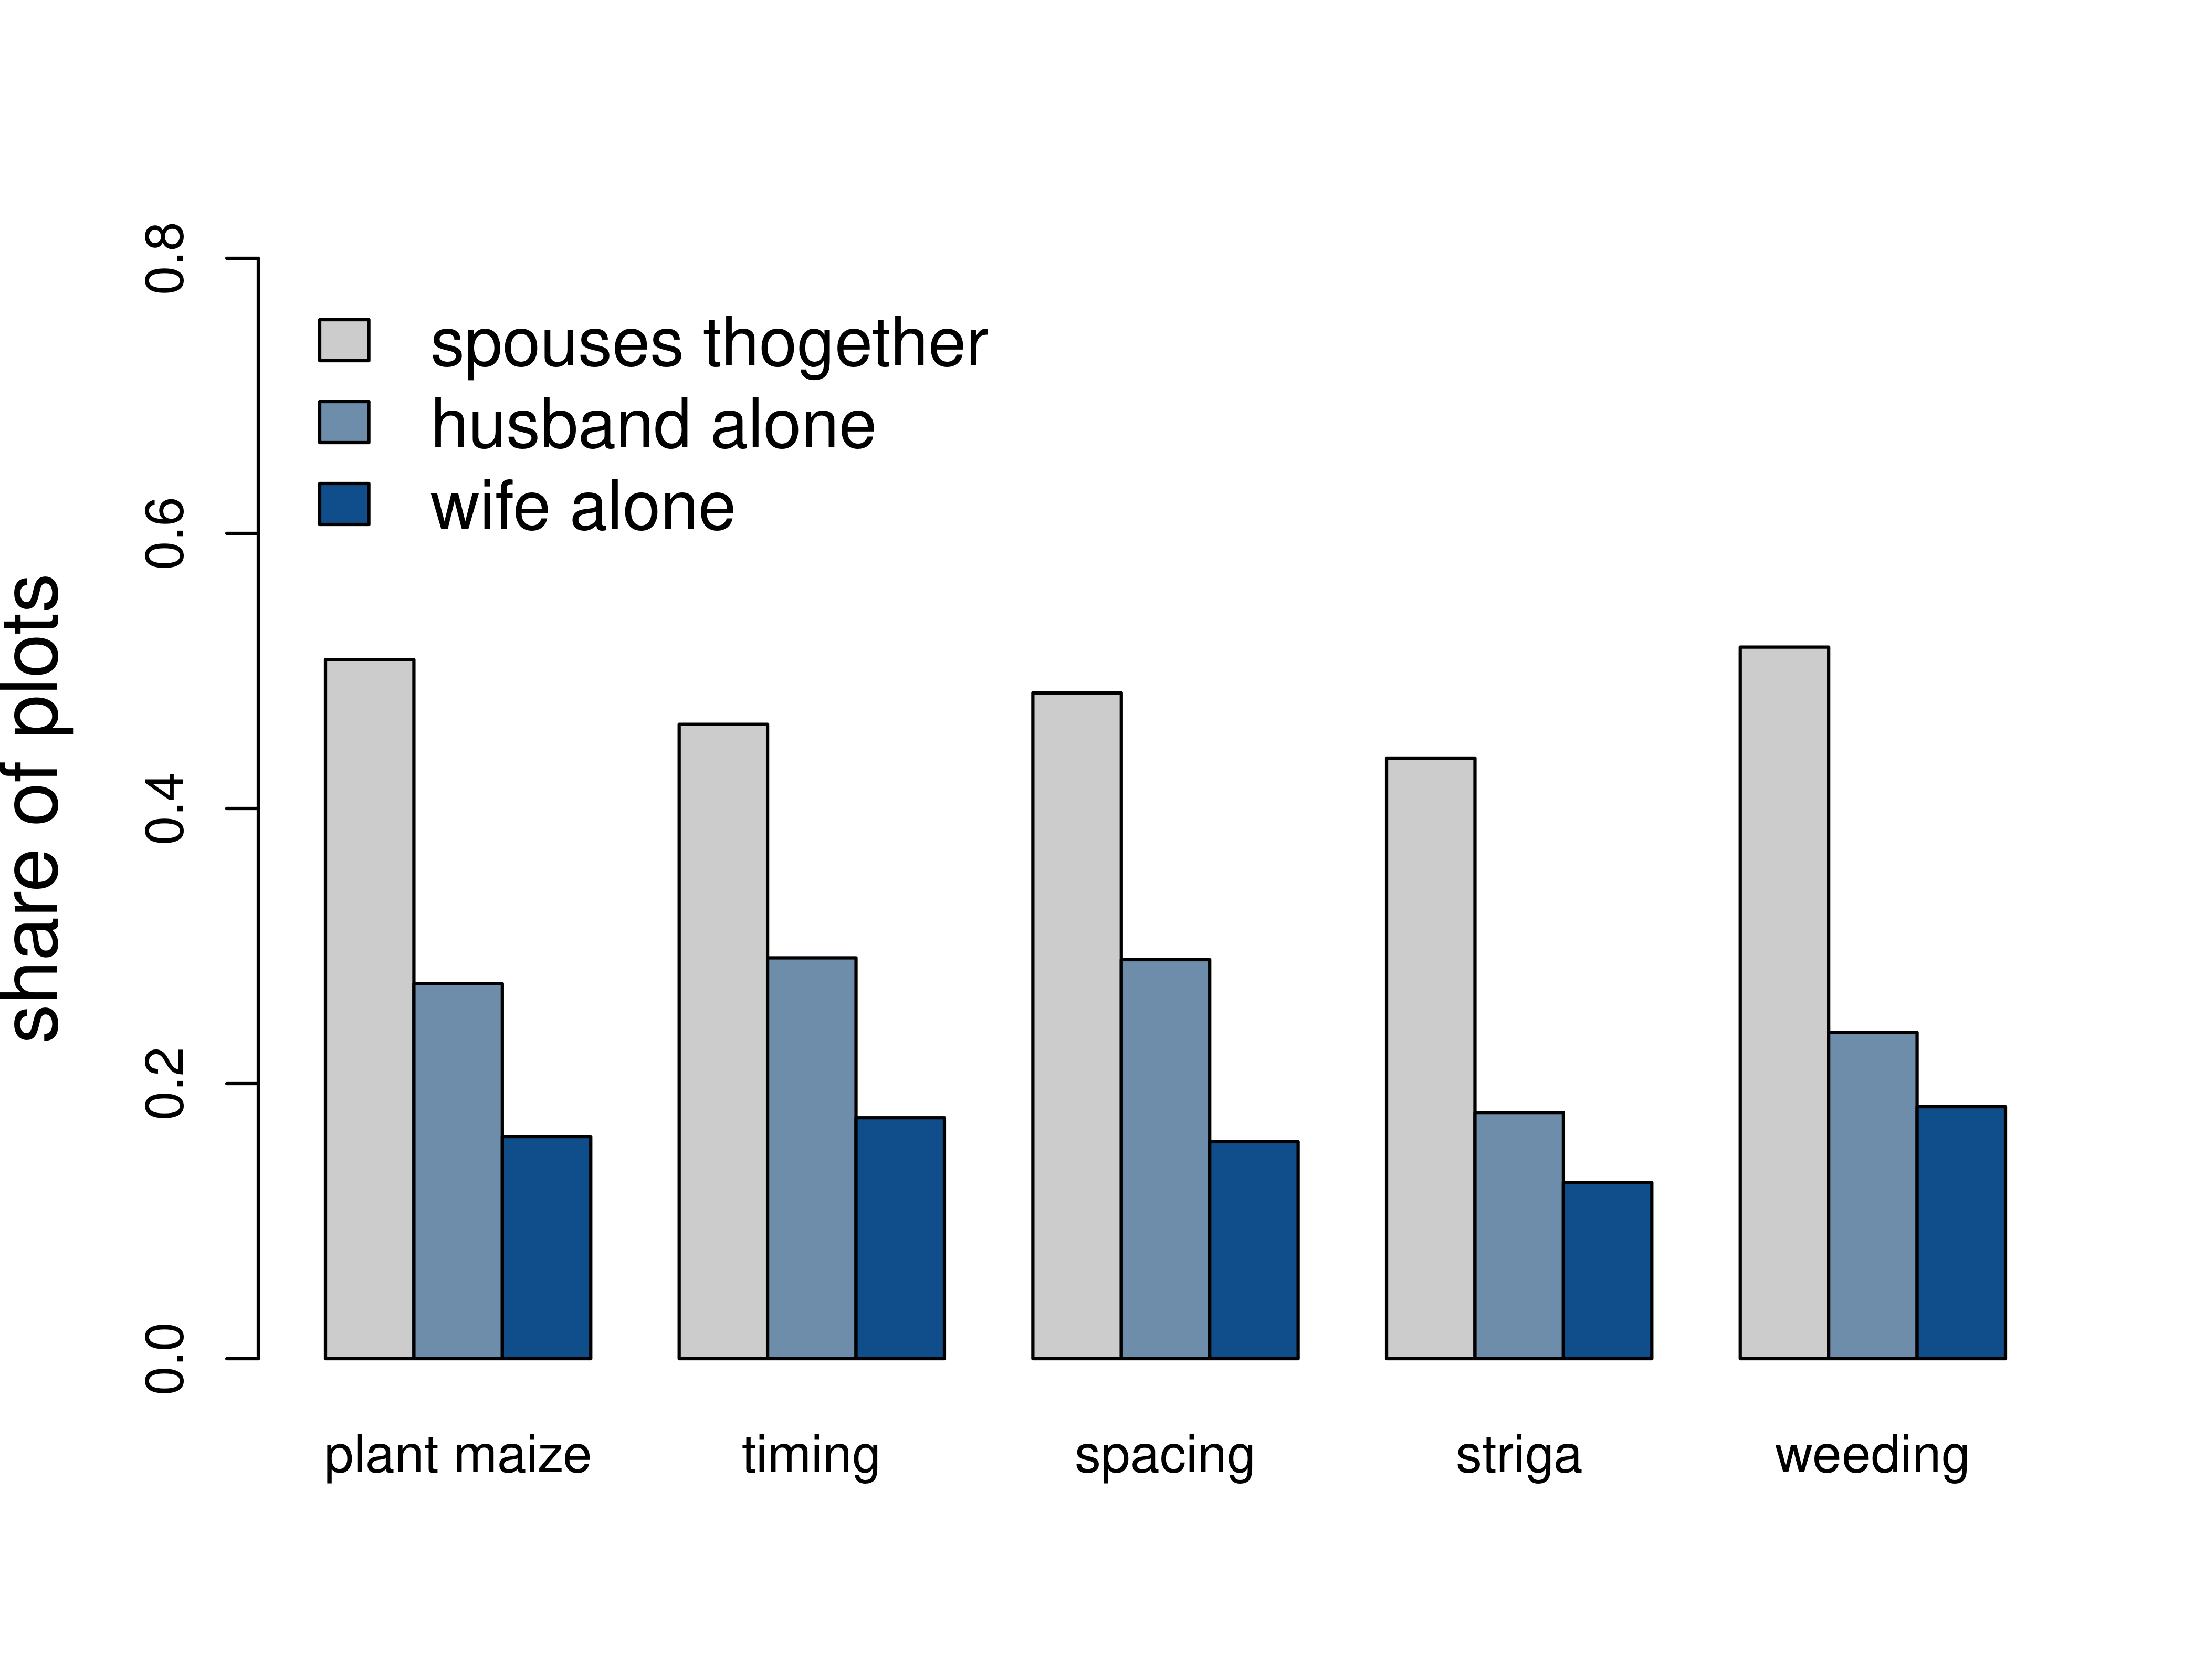 share of plots
0.8
0.6
0.4
0.2
0.0
spouses thogether
husband alone
wife alone
plant maize
timing
spacing
striga
weeding